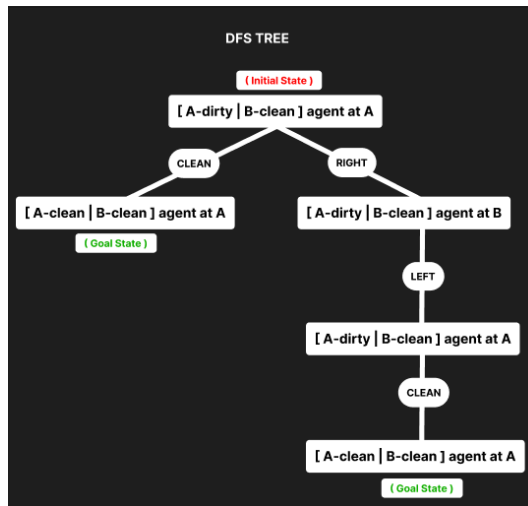 DFS TREE
( Initial State )
[ A-dirty | B-clean ] agent at A
CLEAN
RIGHT
[ A-clean | B-clean ] agent at A
[ A-dirty | B-clean ] agent at B
( Goal State )
LEFT
[ A-dirty | B-clean ] agent at A
CLEAN
[ A-clean | B-clean ] agent at A
( Goal State )